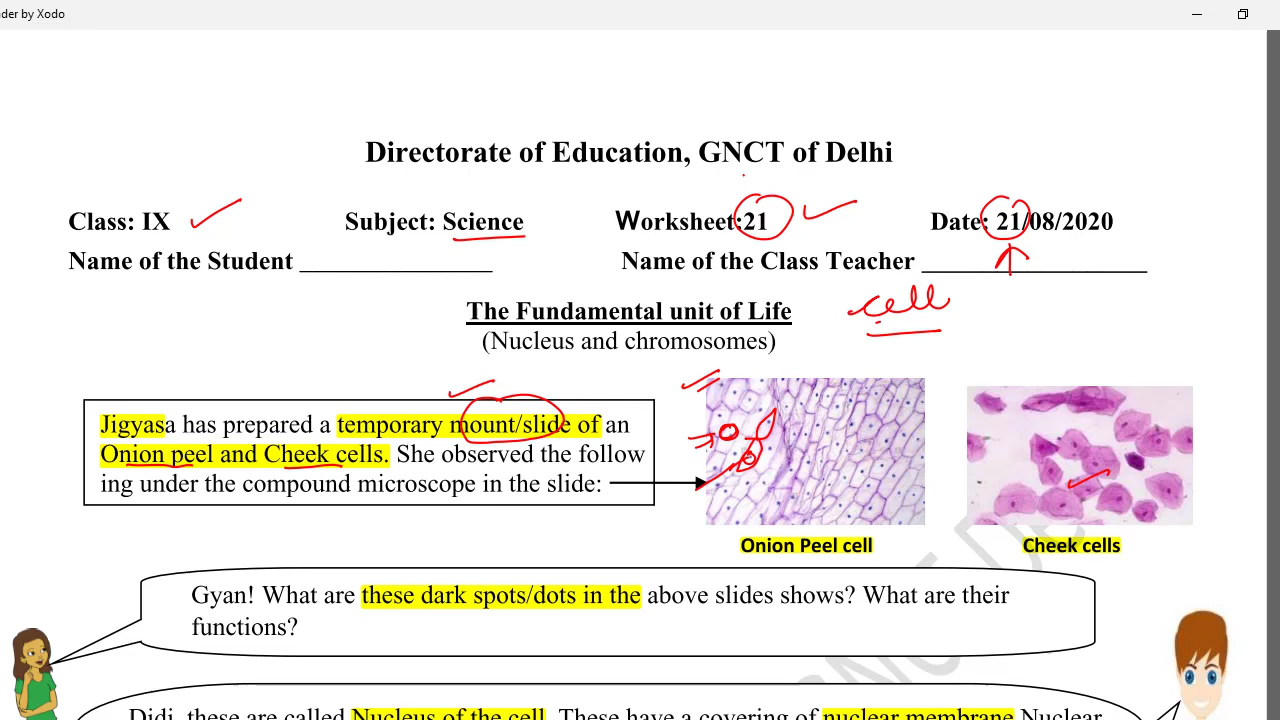 der by Xodo
Directorate of Education, GNCT of Delhi
Class: IX Subject: Science Worksheet:21 Date: 21/08/2020
Name of the Student ______________ Name of the Class Teacher _________________
The Fundamental unit of Life cell
(Nucleus and chromosomes)
Jigyasa has prepared a temporary mount/slide of an
Onion peel and Cheek cells. She observed the follow
ing under the compound microscope in the slide:
Onion Peel cell Cheek cells
Gyan! What are these dark spots/dots in the above slides shows? What are their
functions?
Didi, these are called Nucleus of the cell. These have a covering of nuclear membrane Nuclear